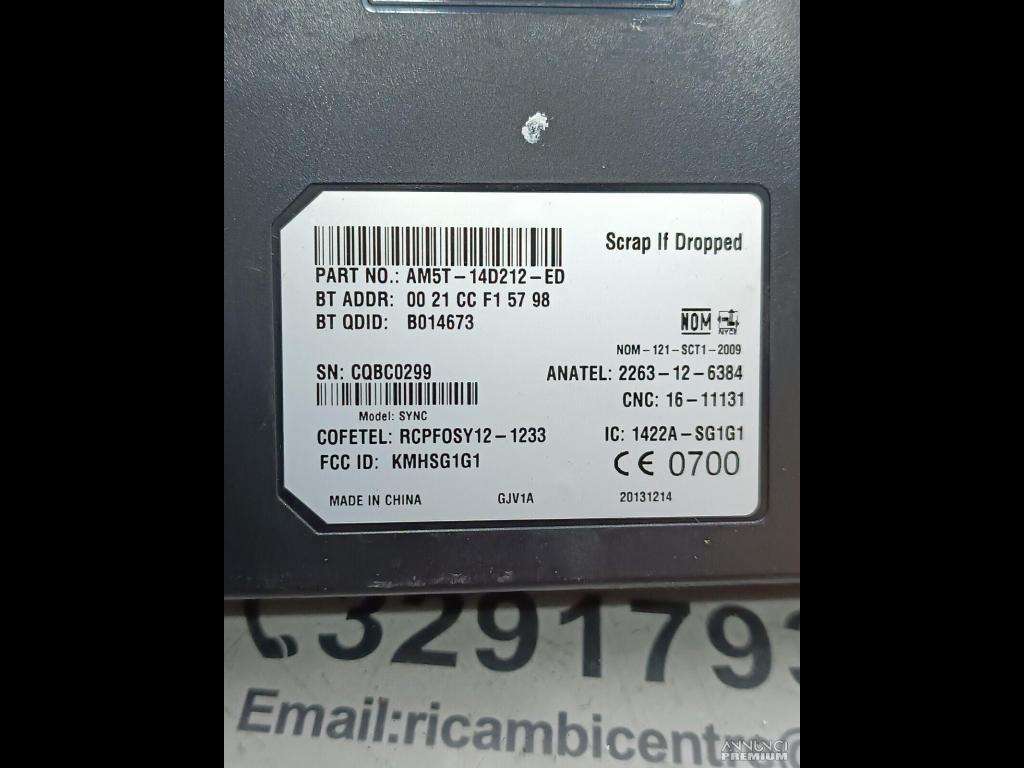 Scrap If Dropped
PART NO.: AM5T-14D212-ED
BT ADDR: 00 21 CC F1 57 98
BT QDID: B014673
NOM NYCE
NOM-121-SCT1-2009
SN: CQBC0299
ANATEL: 2263-12-6384
CNC: 16-11131
Model: SYNC
COFETEL: RCPFOSY12-1233
IC: 1422A-SG1G1
FCC ID: KMHSG1G1
CE 0700
MADE IN CHINA
GJV1A
20131214
3291793
Email:ricambicentro@
ANNUNCI
PREMIUM